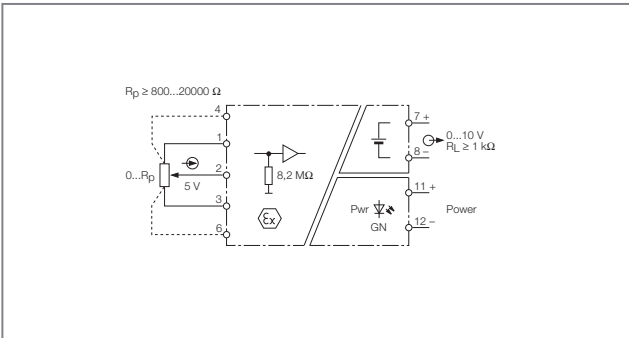 Rp ≥ 800...20000 Ω
4
1
7 +
0...10 V
RL ≥ 1 kΩ
8 –
0...Rp
2
5 V
8,2 MΩ
3
11 +
Pwr
Power
εx
GN
12 –
6